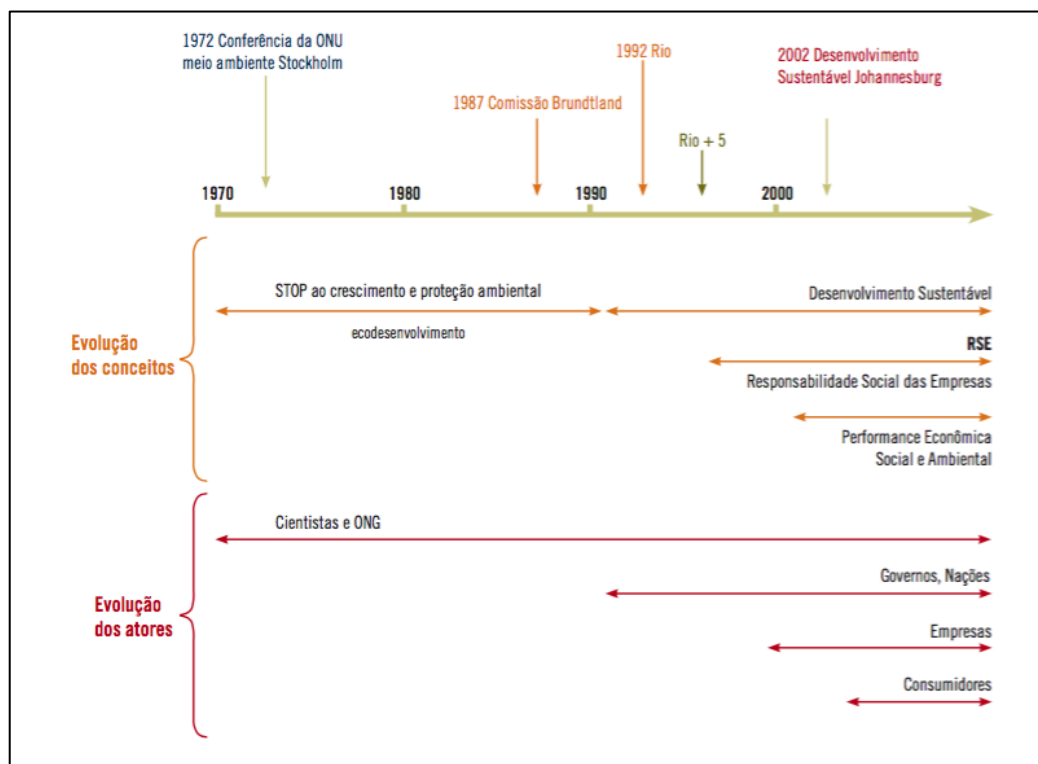 1972 Conferência da ONU
meio ambiente Stockholm
1987 Comissão Brundtland
1992 Rio
Rio + 5
2002 Desenvolvimento
Sustentável Johannesburg
1970
1980
1990
2000
Evolução
dos conceitos
STOP ao crescimento e proteção ambiental
ecodesenvolvimento
Desenvolvimento Sustentável
RSE
Responsabilidade Social das Empresas
Performance Econômica
Social e Ambiental
Evolução
dos atores
Cientistas e ONG
Governos, Nações
Empresas
Consumidores